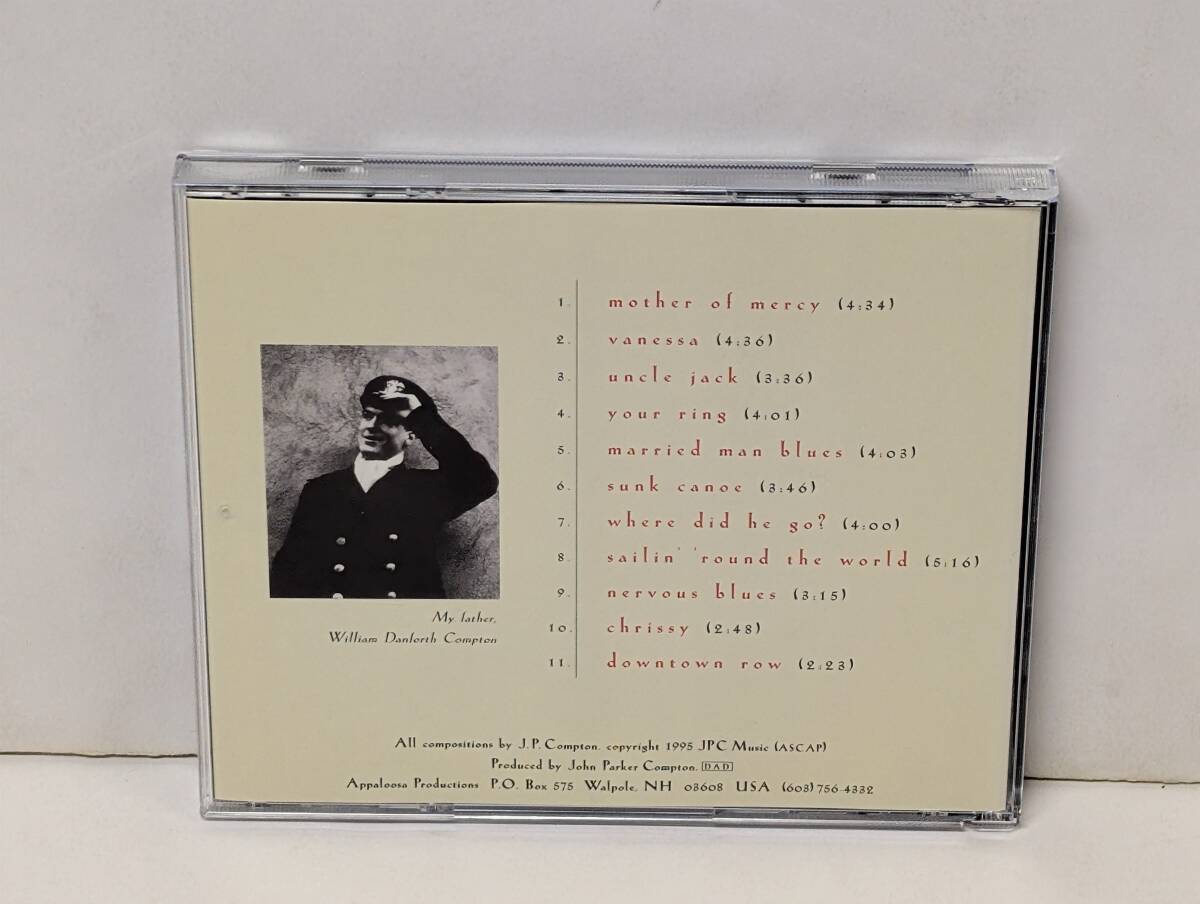 1. mother of mercy (4:34)
2. vanessa (4:36)
3. uncle jack (3:36)
4. your ring (4:01)
5. married man blues (4:03)
6. sunk canoe (3:46)
7. where did he go? (4:00)
8. sailin' 'round the world (5:16)
9. nervous blues (3:15)
10. chrissy (2:48)
11. downtown row (2:23)
My father,
William Danforth Compton
All compositions by J.P. Compton, copyright 1995 JPC Music (ASCAP)
Produced by John Parker Compton. DAD
Appaloosa Productions P.O. Box 575 Walpole, NH 03608 USA (603) 756-4332